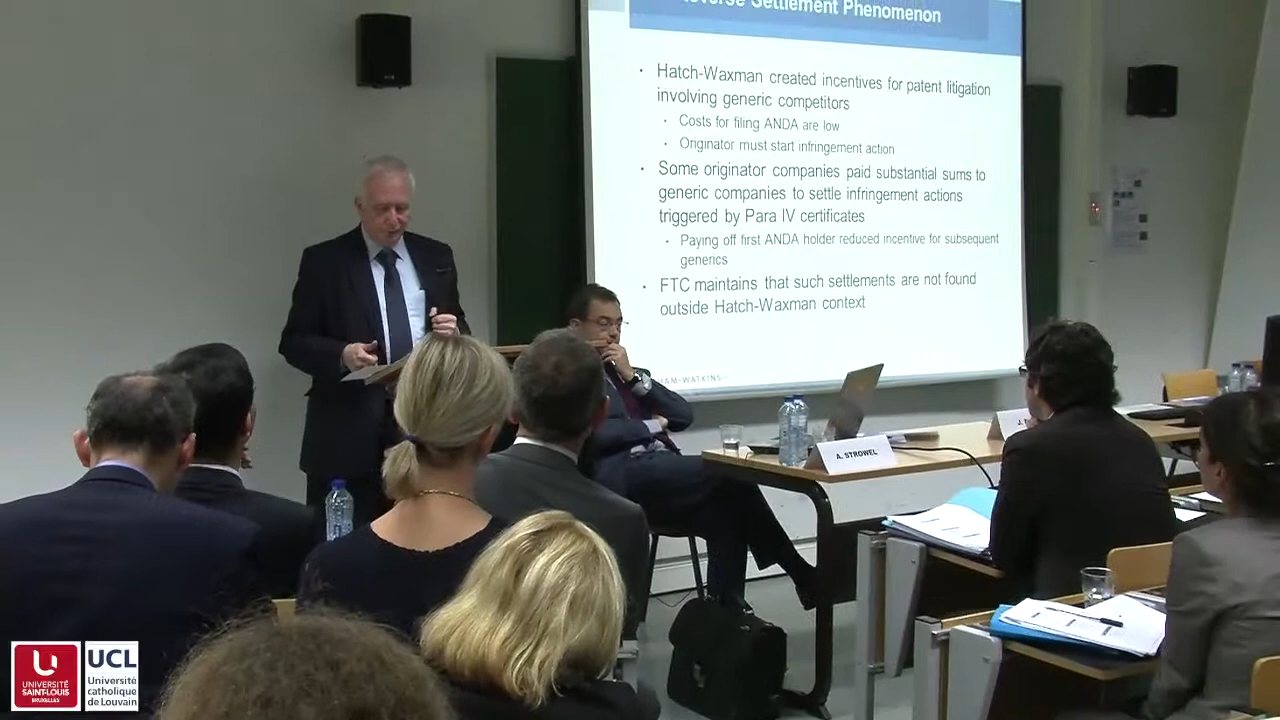 Reverse Settlement Phenomenon
· Hatch-Waxman created incentives for patent litigation
involving generic competitors
· Costs for filing ANDA are low
· Originator must start infringement action
· Some originator companies paid substantial sums to
generic companies to settle infringement actions
triggered by Para IV certificates
· Paying off first ANDA holder reduced incentive for subsequent
generics
· FTC maintains that such settlements are not found
outside Hatch-Waxman context
A. STROWEL
UNIVERSITÉ
SAINT-LOUIS
BRUXELLES
UCL
Université
catholique
de Louvain